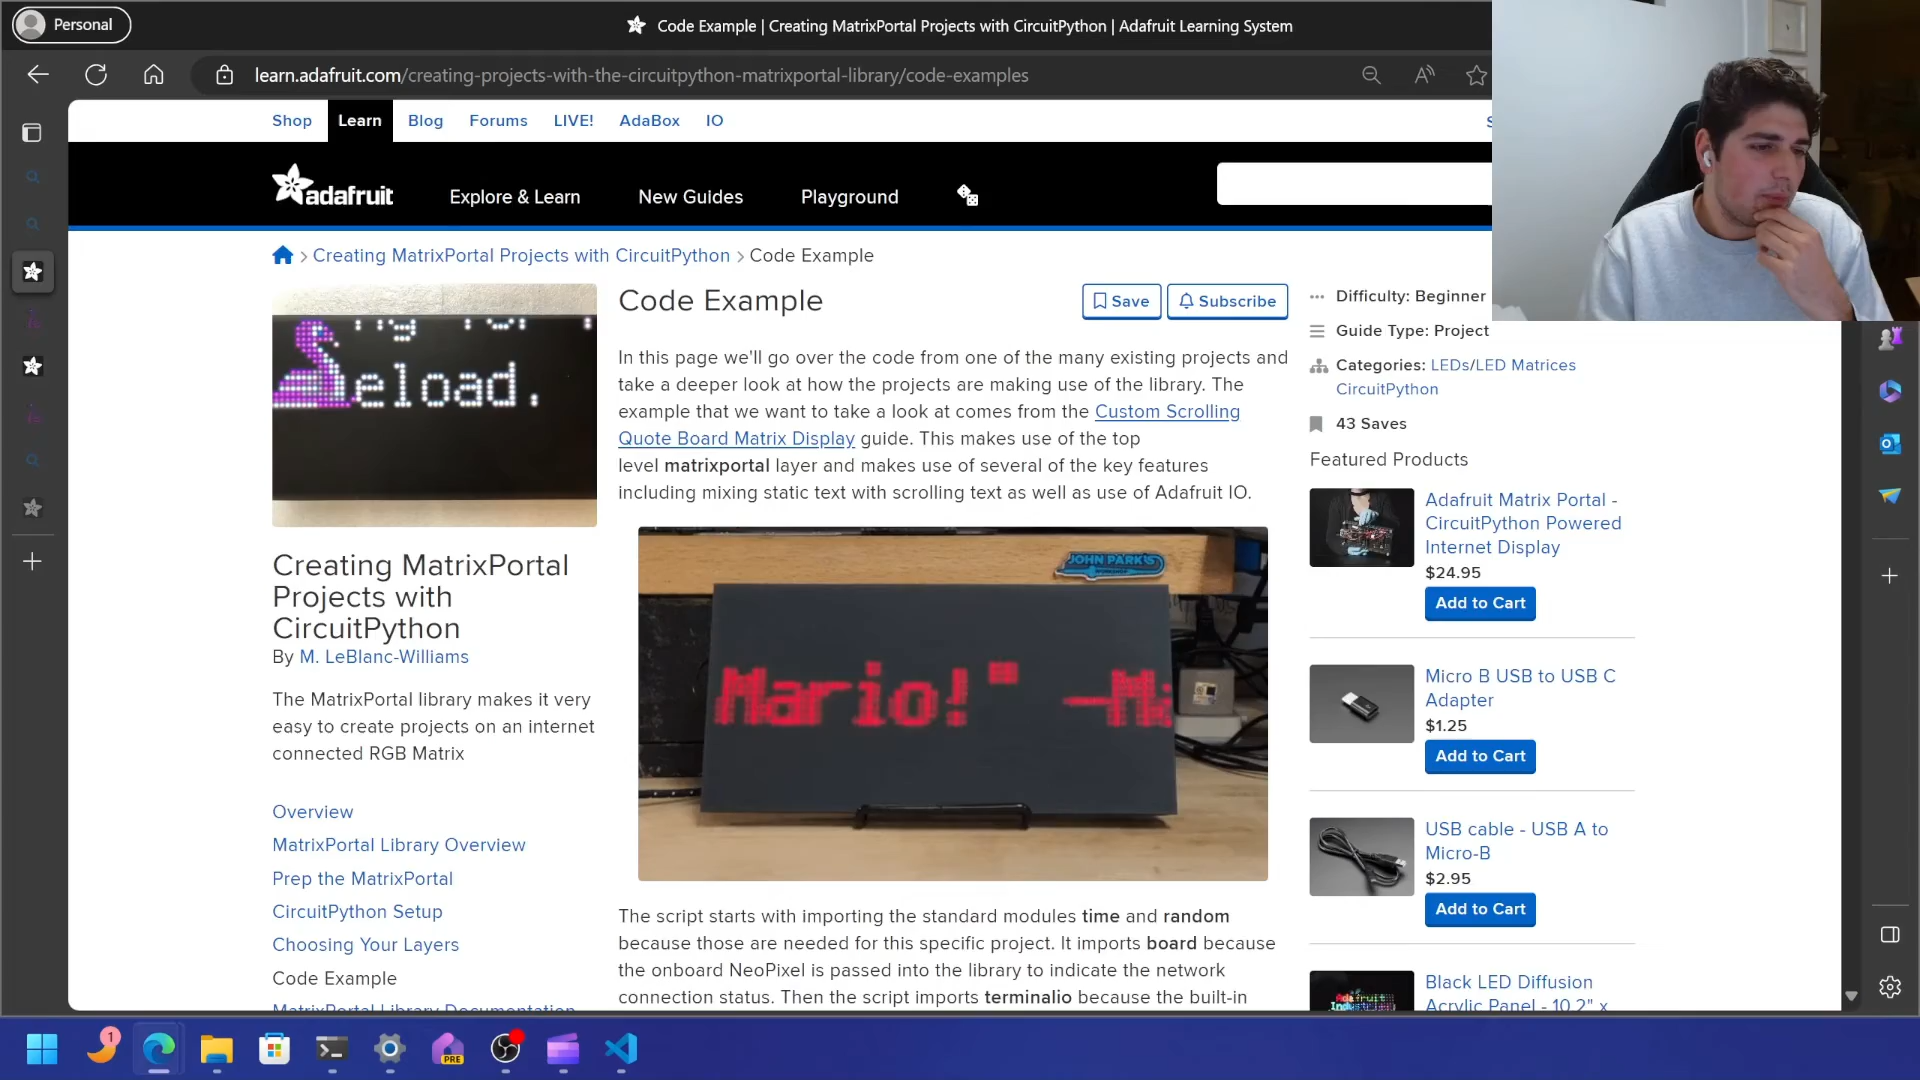 Personal
Code Example | Creating MatrixPortal Projects with CircuitPython | Adafruit Learning System
learn.adafruit.com/creating-projects-with-the-circuitpython-matrixportal-library/code-examples
Shop Learn Blog Forums LIVE! AdaBox IO
adafruit Explore & Learn New Guides Playground
Creating MatrixPortal Projects with CircuitPython > Code Example
eload.
Creating MatrixPortal
Projects with
CircuitPython
By M. LeBlanc-Williams
The MatrixPortal library makes it very
easy to create projects on an internet
connected RGB Matrix
Overview
MatrixPortal Library Overview
Prep the MatrixPortal
CircuitPython Setup
Choosing Your Layers
Code Example
MatrixPortal Library Documentation
Code Example
Save Subscribe
In this page we'll go over the code from one of the many existing projects and
take a deeper look at how the projects are making use of the library. The
example that we want to take a look at comes from the Custom Scrolling
Quote Board Matrix Display guide. This makes use of the top
level matrixportal layer and makes use of several of the key features
including mixing static text with scrolling text as well as use of Adafruit IO.
JOHN PARK'S
WORKSHOP
Mario!" -Ma
The script starts with importing the standard modules time and random
because those are needed for this specific project. It imports board because
the onboard NeoPixel is passed into the library to indicate the network
connection status. Then the script imports terminalio because the built-in
Difficulty: Beginner
Guide Type: Project
Categories: LEDs/LED Matrices
CircuitPython
43 Saves
Featured Products
Adafruit Matrix Portal -
CircuitPython Powered
Internet Display
$24.95
Add to Cart
Micro B USB to USB C
Adapter
$1.25
Add to Cart
USB cable - USB A to
Micro-B
$2.95
Add to Cart
Adafruit
Black LED Diffusion
Acrylic Panel - 10.2" x
1
PRE